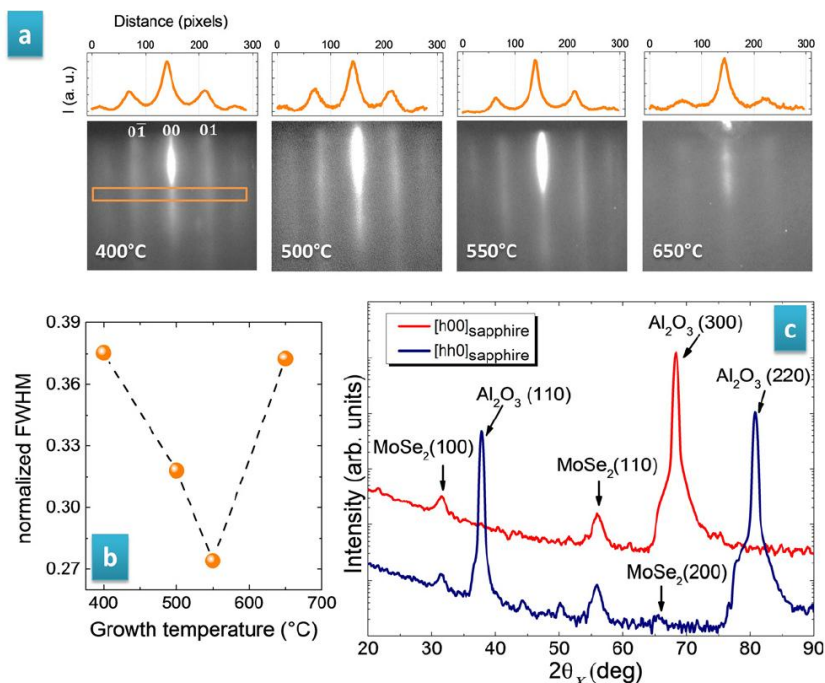 a
Distance (pixels)
0 100 200 300 0 100 200 300 0 100 200 300 0 100 200 300
I (a. u.)
01̄ 00 01
400°C 500°C 550°C 650°C
b
normalized FWHM
0.39
0.36
0.33
0.30
0.27
400 500 600 700
Growth temperature (°C)
c
[h00]sapphire
[hh0]sapphire
Al₂O₃ (300)
Al₂O₃ (110)
Al₂O₃ (220)
MoSe₂(100)
MoSe₂(110)
MoSe₂(200)
Intensity (arb. units)
20 30 40 50 60 70 80 90
2θχ (deg)